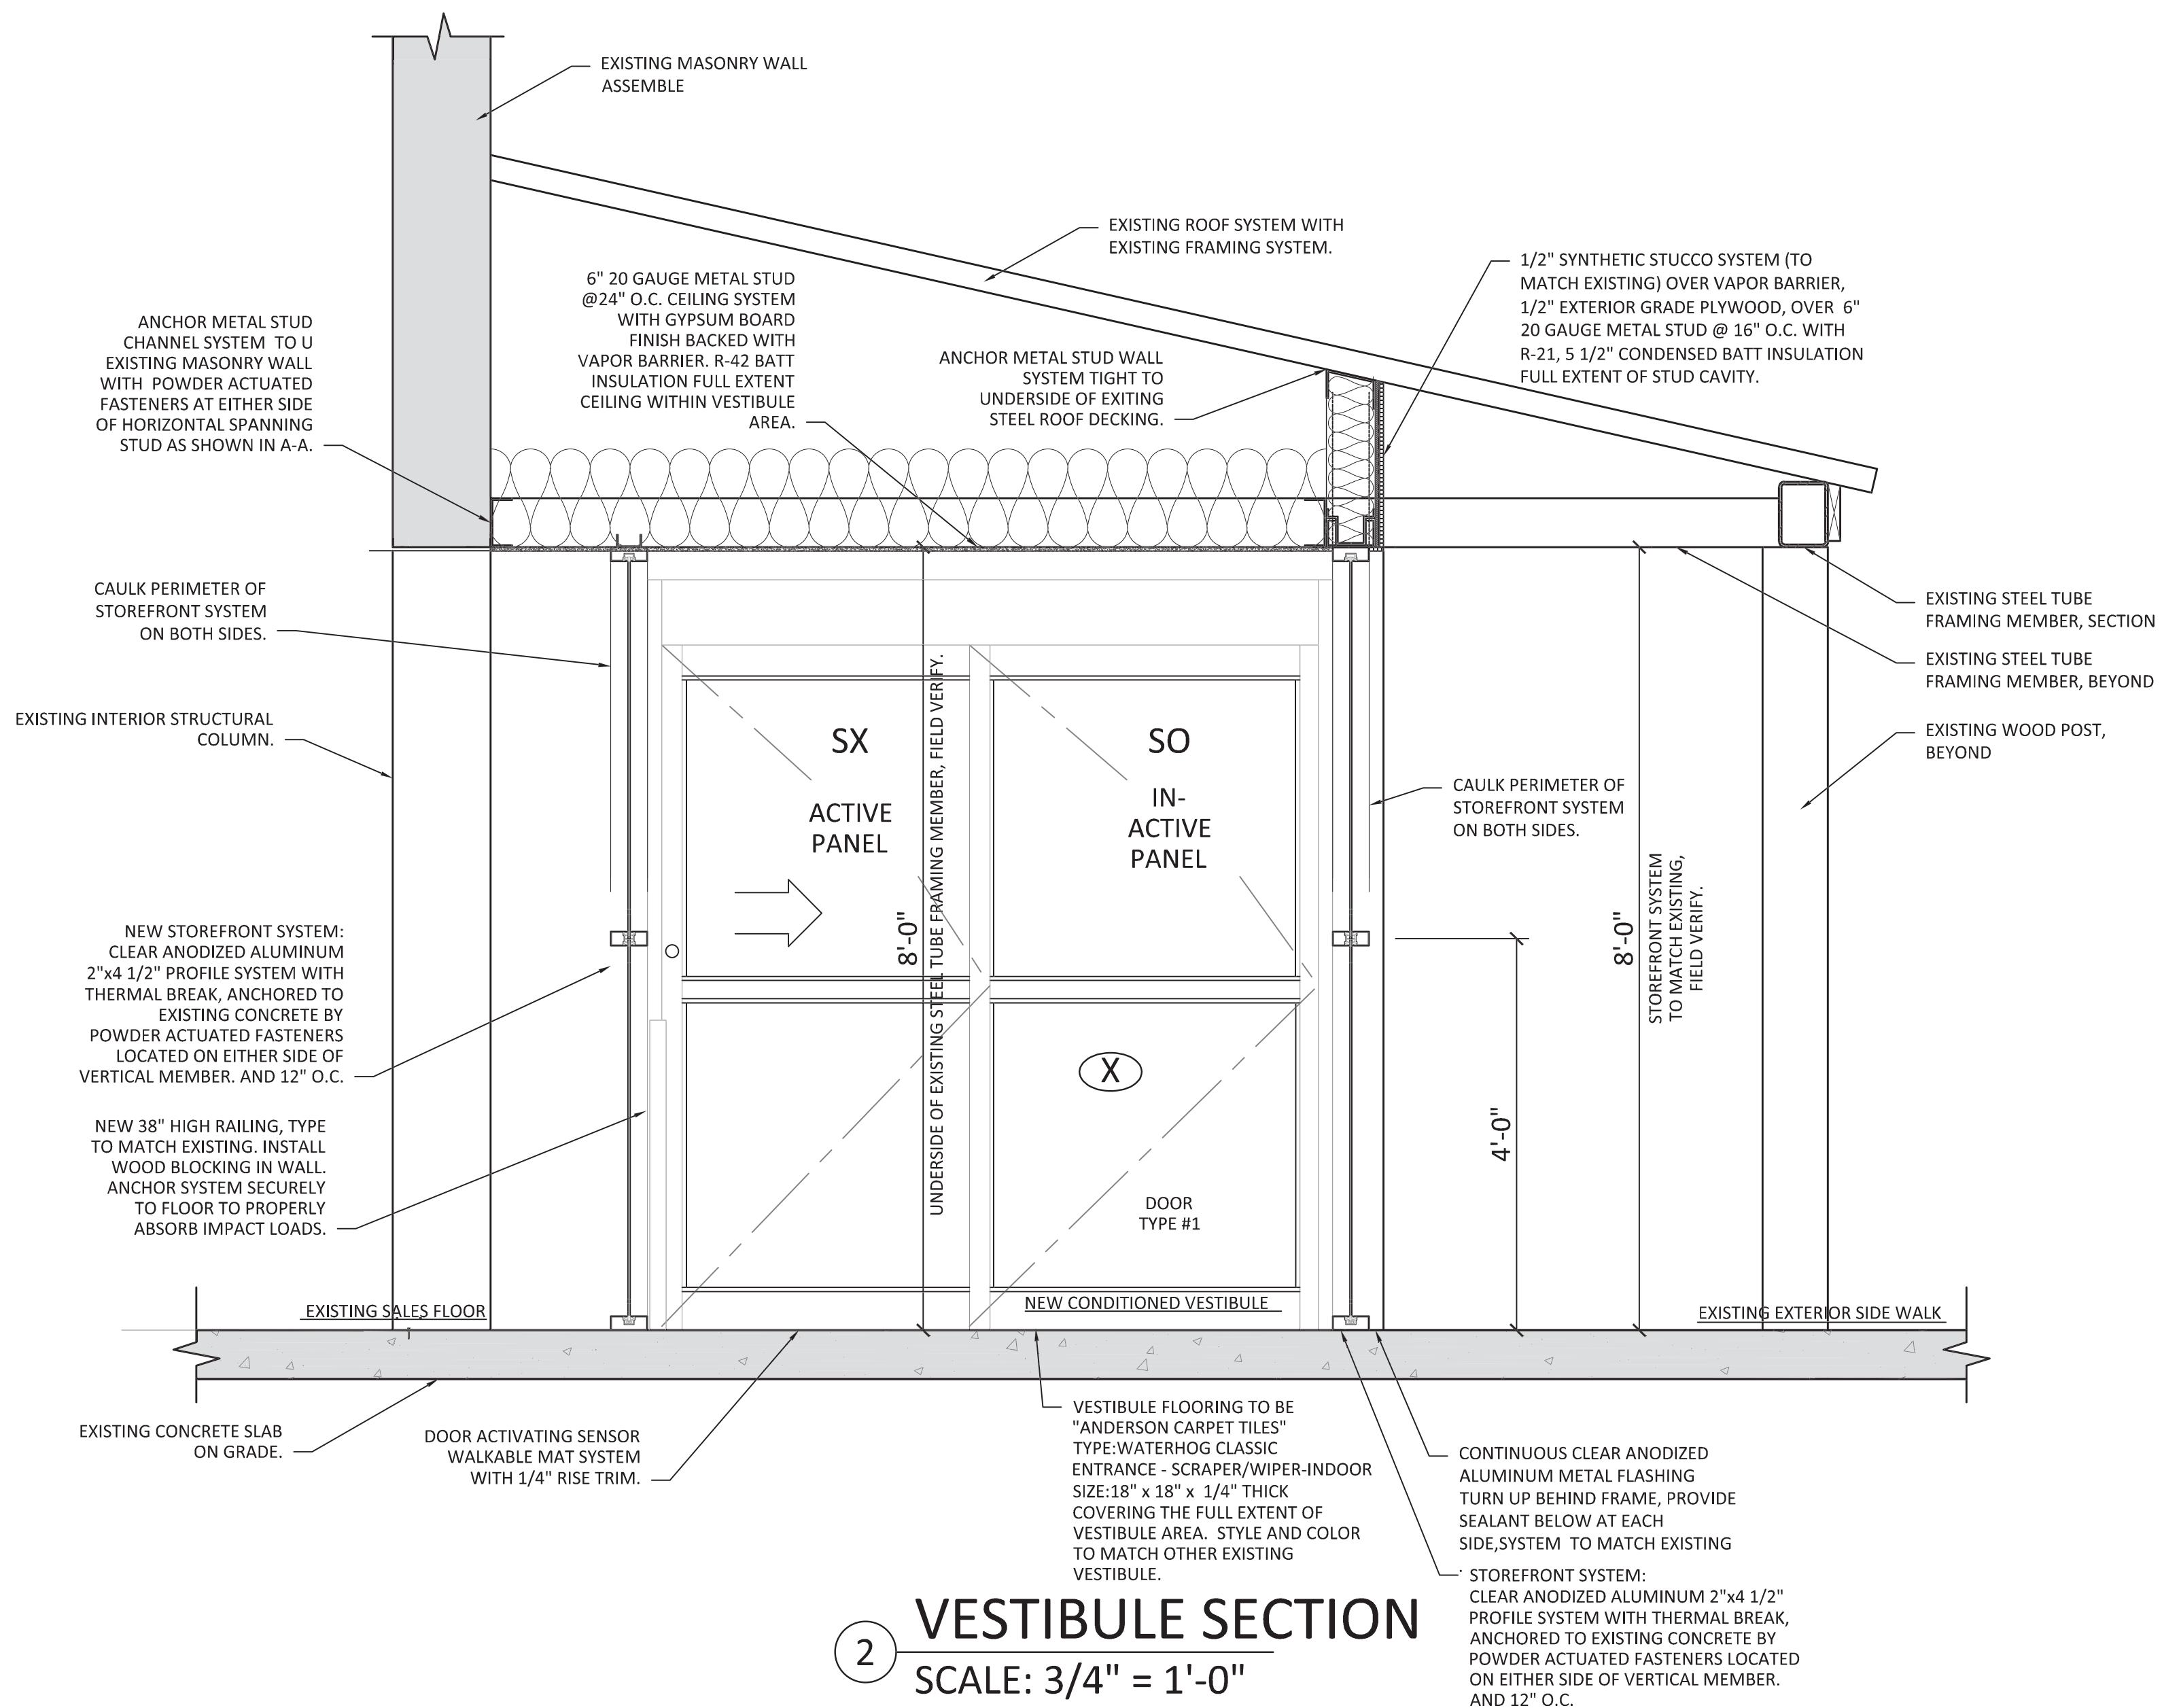 EXISTING MASONRY WALL
ASSEMBLE
EXISTING ROOF SYSTEM WITH
EXISTING FRAMING SYSTEM.
1/2" SYNTHETIC STUCCO SYSTEM (TO
MATCH EXISTING) OVER VAPOR BARRIER,
1/2" EXTERIOR GRADE PLYWOOD, OVER 6"
20 GAUGE METAL STUD @ 16" O.C. WITH
R-21, 5 1/2" CONDENSED BATT INSULATION
FULL EXTENT OF STUD CAVITY.
6" 20 GAUGE METAL STUD
@24" O.C. CEILING SYSTEM
WITH GYPSUM BOARD
FINISH BACKED WITH
VAPOR BARRIER. R-42 BATT
INSULATION FULL EXTENT
CEILING WITHIN VESTIBULE
AREA.
ANCHOR METAL STUD
CHANNEL SYSTEM TO U
EXISTING MASONRY WALL
WITH POWDER ACTUATED
FASTENERS AT EITHER SIDE
OF HORIZONTAL SPANNING
STUD AS SHOWN IN A-A.
ANCHOR METAL STUD WALL
SYSTEM TIGHT TO
UNDERSIDE OF EXITING
STEEL ROOF DECKING.
CAULK PERIMETER OF
STOREFRONT SYSTEM
ON BOTH SIDES.
EXISTING STEEL TUBE
FRAMING MEMBER, SECTION
EXISTING STEEL TUBE
FRAMING MEMBER, BEYOND
EXISTING INTERIOR STRUCTURAL
COLUMN.
EXISTING WOOD POST,
BEYOND
SX
ACTIVE
PANEL
SO
IN-
ACTIVE
PANEL
CAULK PERIMETER OF
STOREFRONT SYSTEM
ON BOTH SIDES.
8'-0"
UNDERSIDE OF EXISTING STEEL TUBE FRAMING MEMBER, FIELD VERIFY.
8'-0"
STOREFRONT SYSTEM
TO MATCH EXISTING,
FIELD VERIFY.
4'-0"
NEW STOREFRONT SYSTEM:
CLEAR ANODIZED ALUMINUM
2"x4 1/2" PROFILE SYSTEM WITH
THERMAL BREAK, ANCHORED TO
EXISTING CONCRETE BY
POWDER ACTUATED FASTENERS
LOCATED ON EITHER SIDE OF
VERTICAL MEMBER. AND 12" O.C.
X
NEW 38" HIGH RAILING, TYPE
TO MATCH EXISTING. INSTALL
WOOD BLOCKING IN WALL.
ANCHOR SYSTEM SECURELY
TO FLOOR TO PROPERLY
ABSORB IMPACT LOADS.
DOOR
TYPE #1
EXISTING SALES FLOOR
NEW CONDITIONED VESTIBULE
EXISTING EXTERIOR SIDE WALK
EXISTING CONCRETE SLAB
ON GRADE.
DOOR ACTIVATING SENSOR
WALKABLE MAT SYSTEM
WITH 1/4" RISE TRIM.
VESTIBULE FLOORING TO BE
"ANDERSON CARPET TILES"
TYPE:WATERHOG CLASSIC
ENTRANCE - SCRAPER/WIPER-INDOOR
SIZE:18" x 18" x 1/4" THICK
COVERING THE FULL EXTENT OF
VESTIBULE AREA. STYLE AND COLOR
TO MATCH OTHER EXISTING
VESTIBULE.
CONTINUOUS CLEAR ANODIZED
ALUMINUM METAL FLASHING
TURN UP BEHIND FRAME, PROVIDE
SEALANT BELOW AT EACH
SIDE,SYSTEM TO MATCH EXISTING
.
STOREFRONT SYSTEM:
CLEAR ANODIZED ALUMINUM 2"x4 1/2"
PROFILE SYSTEM WITH THERMAL BREAK,
ANCHORED TO EXISTING CONCRETE BY
POWDER ACTUATED FASTENERS LOCATED
ON EITHER SIDE OF VERTICAL MEMBER.
AND 12" O.C.
2
VESTIBULE SECTION
SCALE: 3/4" = 1'-0"